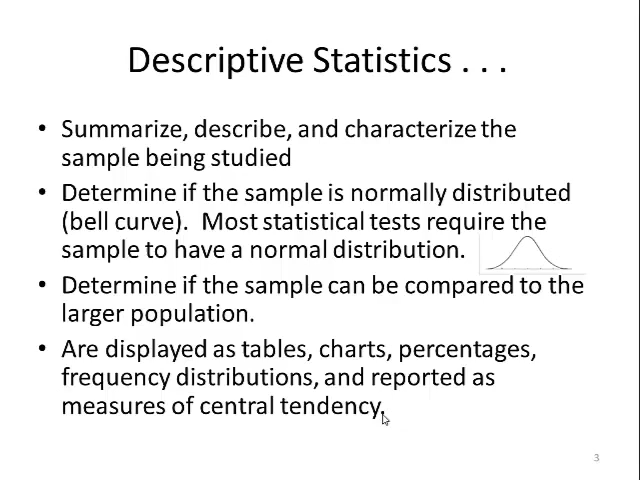 Descriptive Statistics . . .
• Summarize, describe, and characterize the
sample being studied
• Determine if the sample is normally distributed
(bell curve).  Most statistical tests require the
sample to have a normal distribution.
• Determine if the sample can be compared to the
larger population.
• Are displayed as tables, charts, percentages,
frequency distributions, and reported as
measures of central tendency.
3